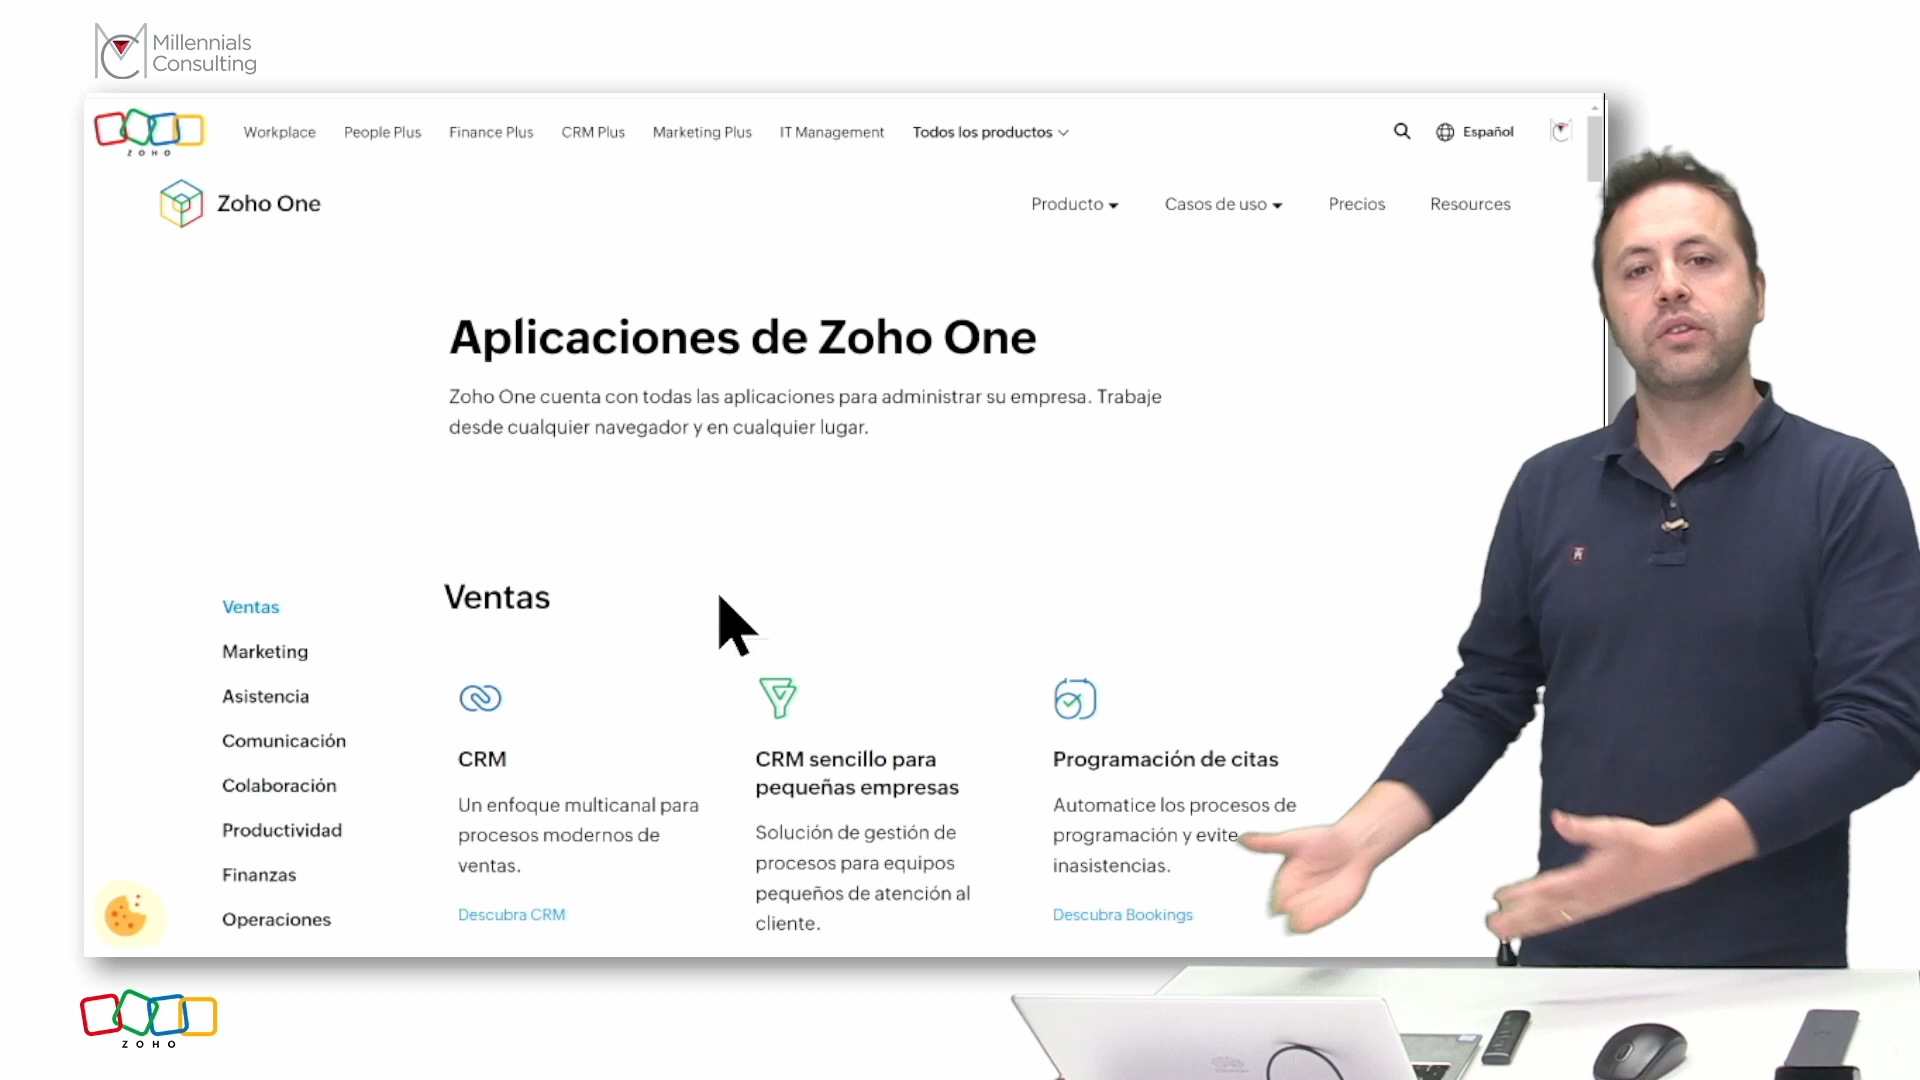 Millennials
Consulting
ZOHO
Workplace
People Plus
Finance Plus
CRM Plus
Marketing Plus
IT Management
Todos los productos
Español
Zoho One
Producto
Casos de uso
Precios
Resources
Aplicaciones de Zoho One
Zoho One cuenta con todas las aplicaciones para administrar su empresa. Trabaje
desde cualquier navegador y en cualquier lugar.
Ventas
Marketing
Asistencia
Comunicación
Colaboración
Productividad
Finanzas
Operaciones
Ventas
CRM
Un enfoque multicanal para
procesos modernos de
ventas.
Descubra CRM
CRM sencillo para
pequeñas empresas
Solución de gestión de
procesos para equipos
pequeños de atención al
cliente.
Programación de citas
Automatice los procesos de
programación y evite
inasistencias.
Descubra Bookings
ZOHO